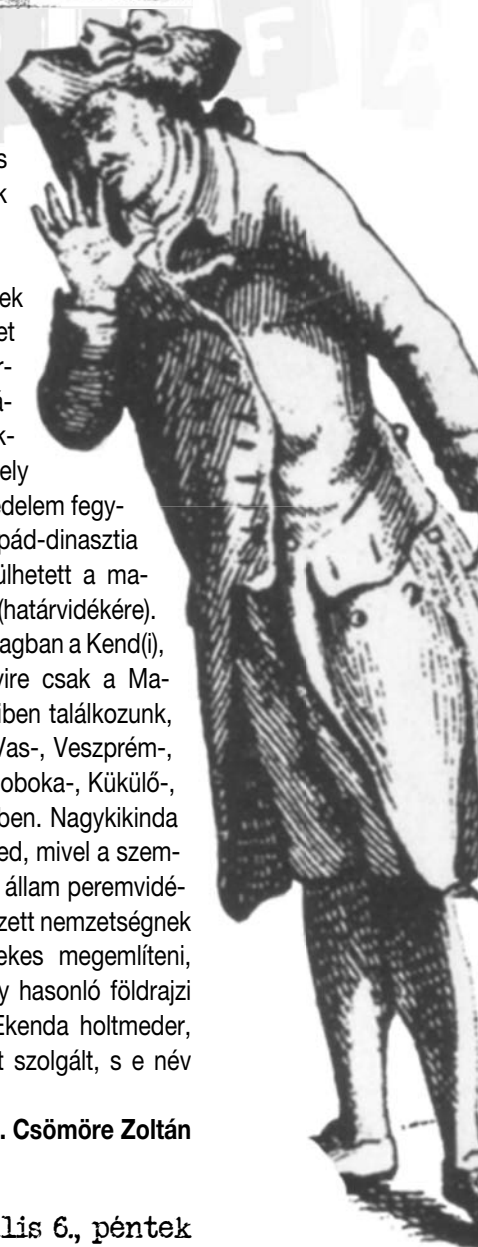 F A
s
k
ek
et
r-
á-
k-
ely
edelem fegy-
pád-dinasztia
ülhetett a ma-
(határvidékére).
agban a Kend(i),
yire csak a Ma-
iben találkozunk,
Vas-, Veszprém-,
oboka-, Küküllő-,
ben. Nagykikinda
ed, mivel a szem-
állam peremvidé-
zett nemzetségnek
ekes megemlíteni,
y hasonló földrajzi
Ekenda holtmeder,
t szolgált, s e név
. Csömöre Zoltán
lis 6., péntek